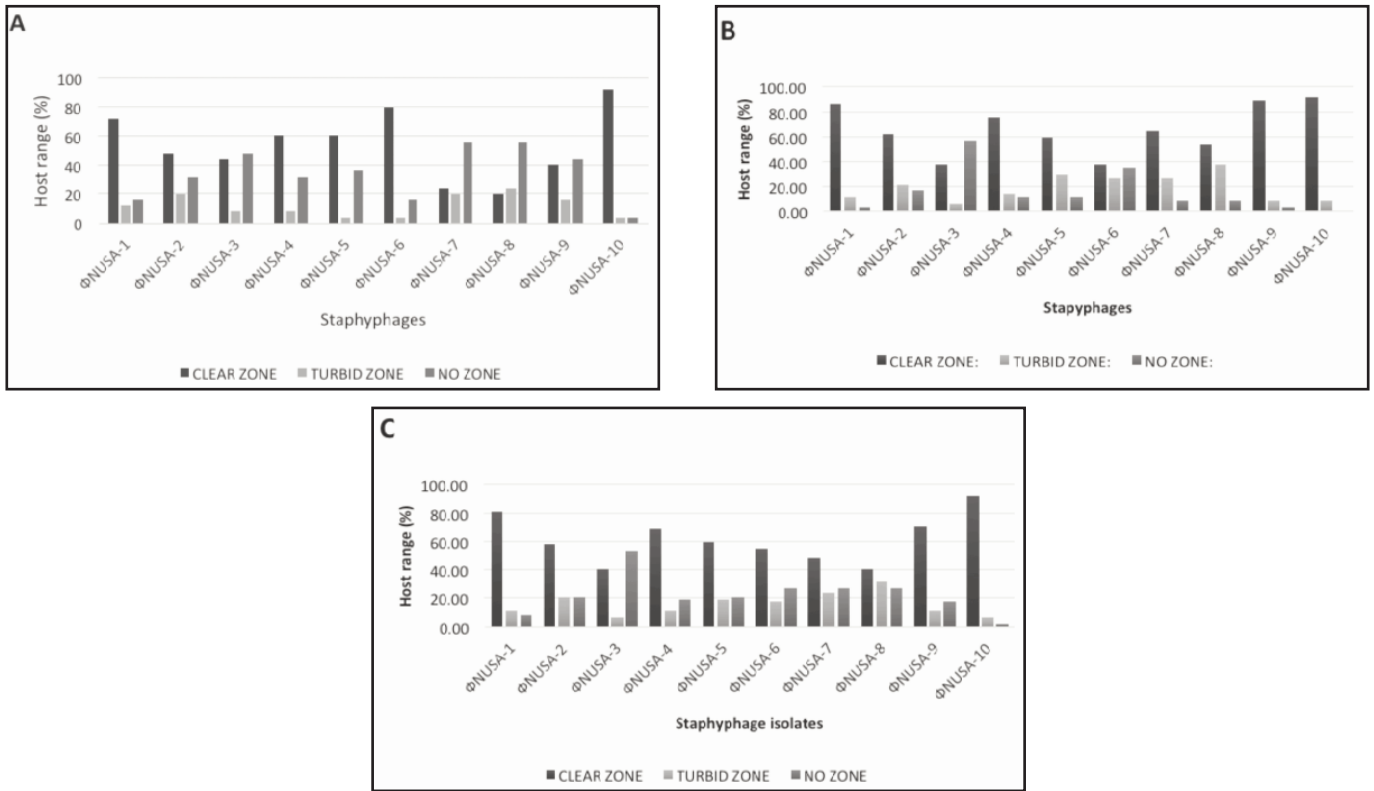 A
Host range (%)
100
80
60
40
20
0
ΦNUSA-1
ΦNUSA-2
ΦNUSA-3
ΦNUSA-4
ΦNUSA-5
ΦNUSA-6
ΦNUSA-7
ΦNUSA-8
ΦNUSA-9
ΦNUSA-10
Staphyphages
CLEAR ZONE TURBID ZONE NO ZONE
B
Host range (%)
100.00
80.00
60.00
40.00
20.00
0.00
ΦNUSA-1
ΦNUSA-2
ΦNUSA-3
ΦNUSA-4
ΦNUSA-5
ΦNUSA-6
ΦNUSA-7
ΦNUSA-8
ΦNUSA-9
ΦNUSA-10
Stapyphages
CLEAR ZONE: TURBID ZONE: NO ZONE:
C
Host range (%)
100.00
80.00
60.00
40.00
20.00
0.00
ΦNUSA-1
ΦNUSA-2
ΦNUSA-3
ΦNUSA-4
ΦNUSA-5
ΦNUSA-6
ΦNUSA-7
ΦNUSA-8
ΦNUSA-9
ΦNUSA-10
Staphyphage isolates
CLEAR ZONE TURBID ZONE NO ZONE